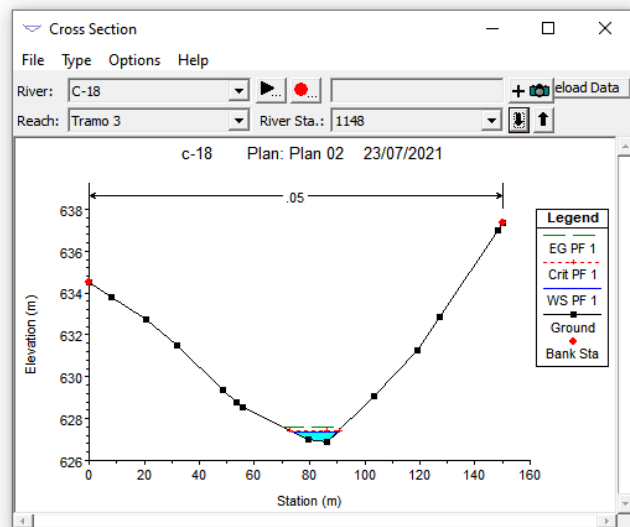 Cross Section
File Type Options Help
River: C-18 ... ... + eload Data
Reach: Tramo 3 River Sta.: 1148
c-18 Plan: Plan 02 23/07/2021
.05
638
636
634
632
630
628
626
0 20 40 60 80 100 120 140 160
Elevation (m)
Station (m)
Legend
EG PF 1
Crit PF 1
WS PF 1
Ground
Bank Sta